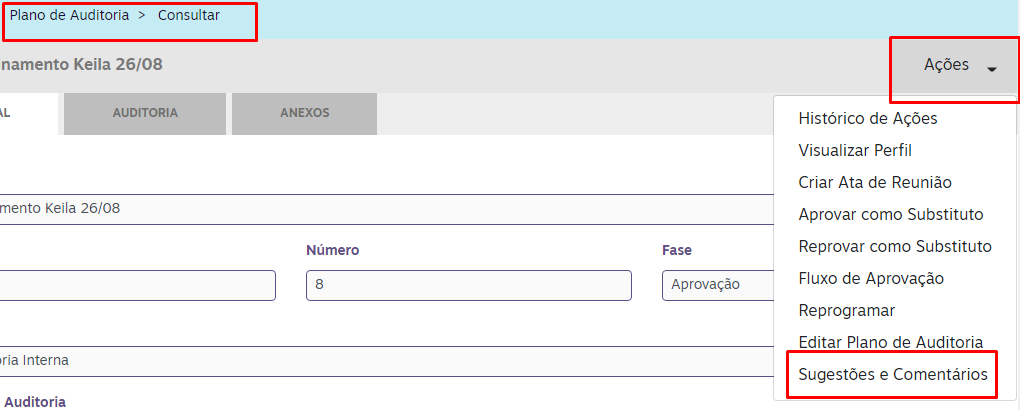 Plano de Auditoria > Consultar
namento Keila 26/08
Ações
AL
AUDITORIA
ANEXOS
Histórico de Ações
Visualizar Perfil
Criar Ata de Reunião
Aprovar como Substituto
Reprovar como Substituto
Fluxo de Aprovação
Reprogramar
Editar Plano de Auditoria
Sugestões e Comentários
mento Keila 26/08
Número
Fase
8
Aprovação
ria Interna
Auditoria